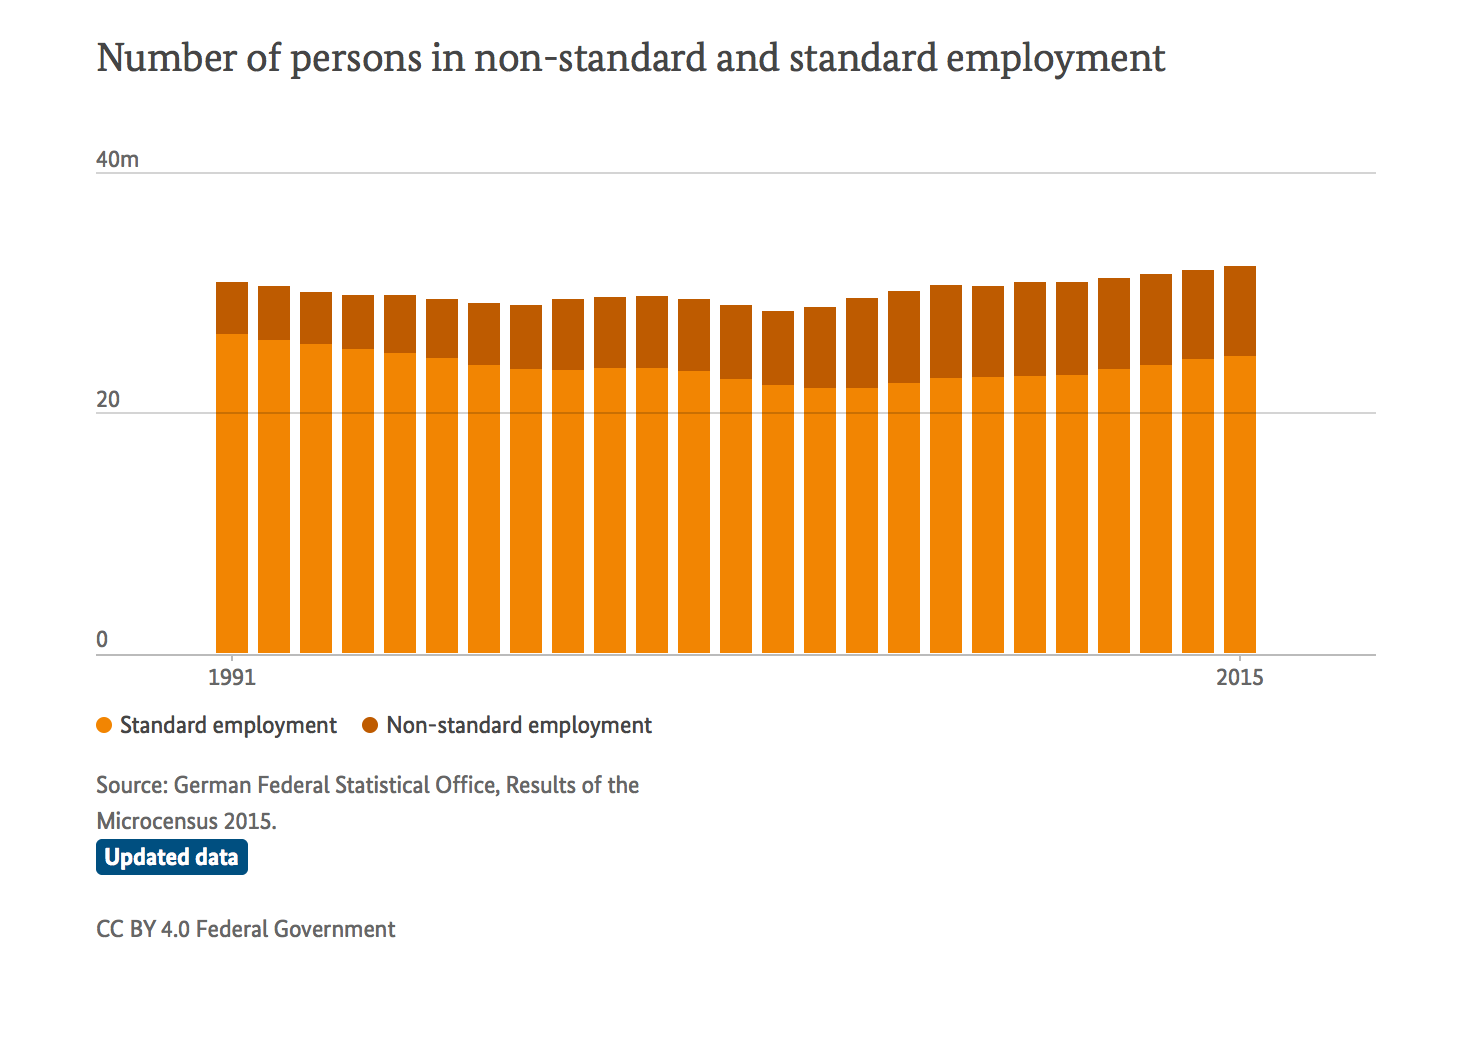 Number of persons in non-standard and standard employment
40m
20
0
1991
2015
Standard employment
Non-standard employment
Source: German Federal Statistical Office, Results of the
Microcensus 2015.
Updated data
CC BY 4.0 Federal Government